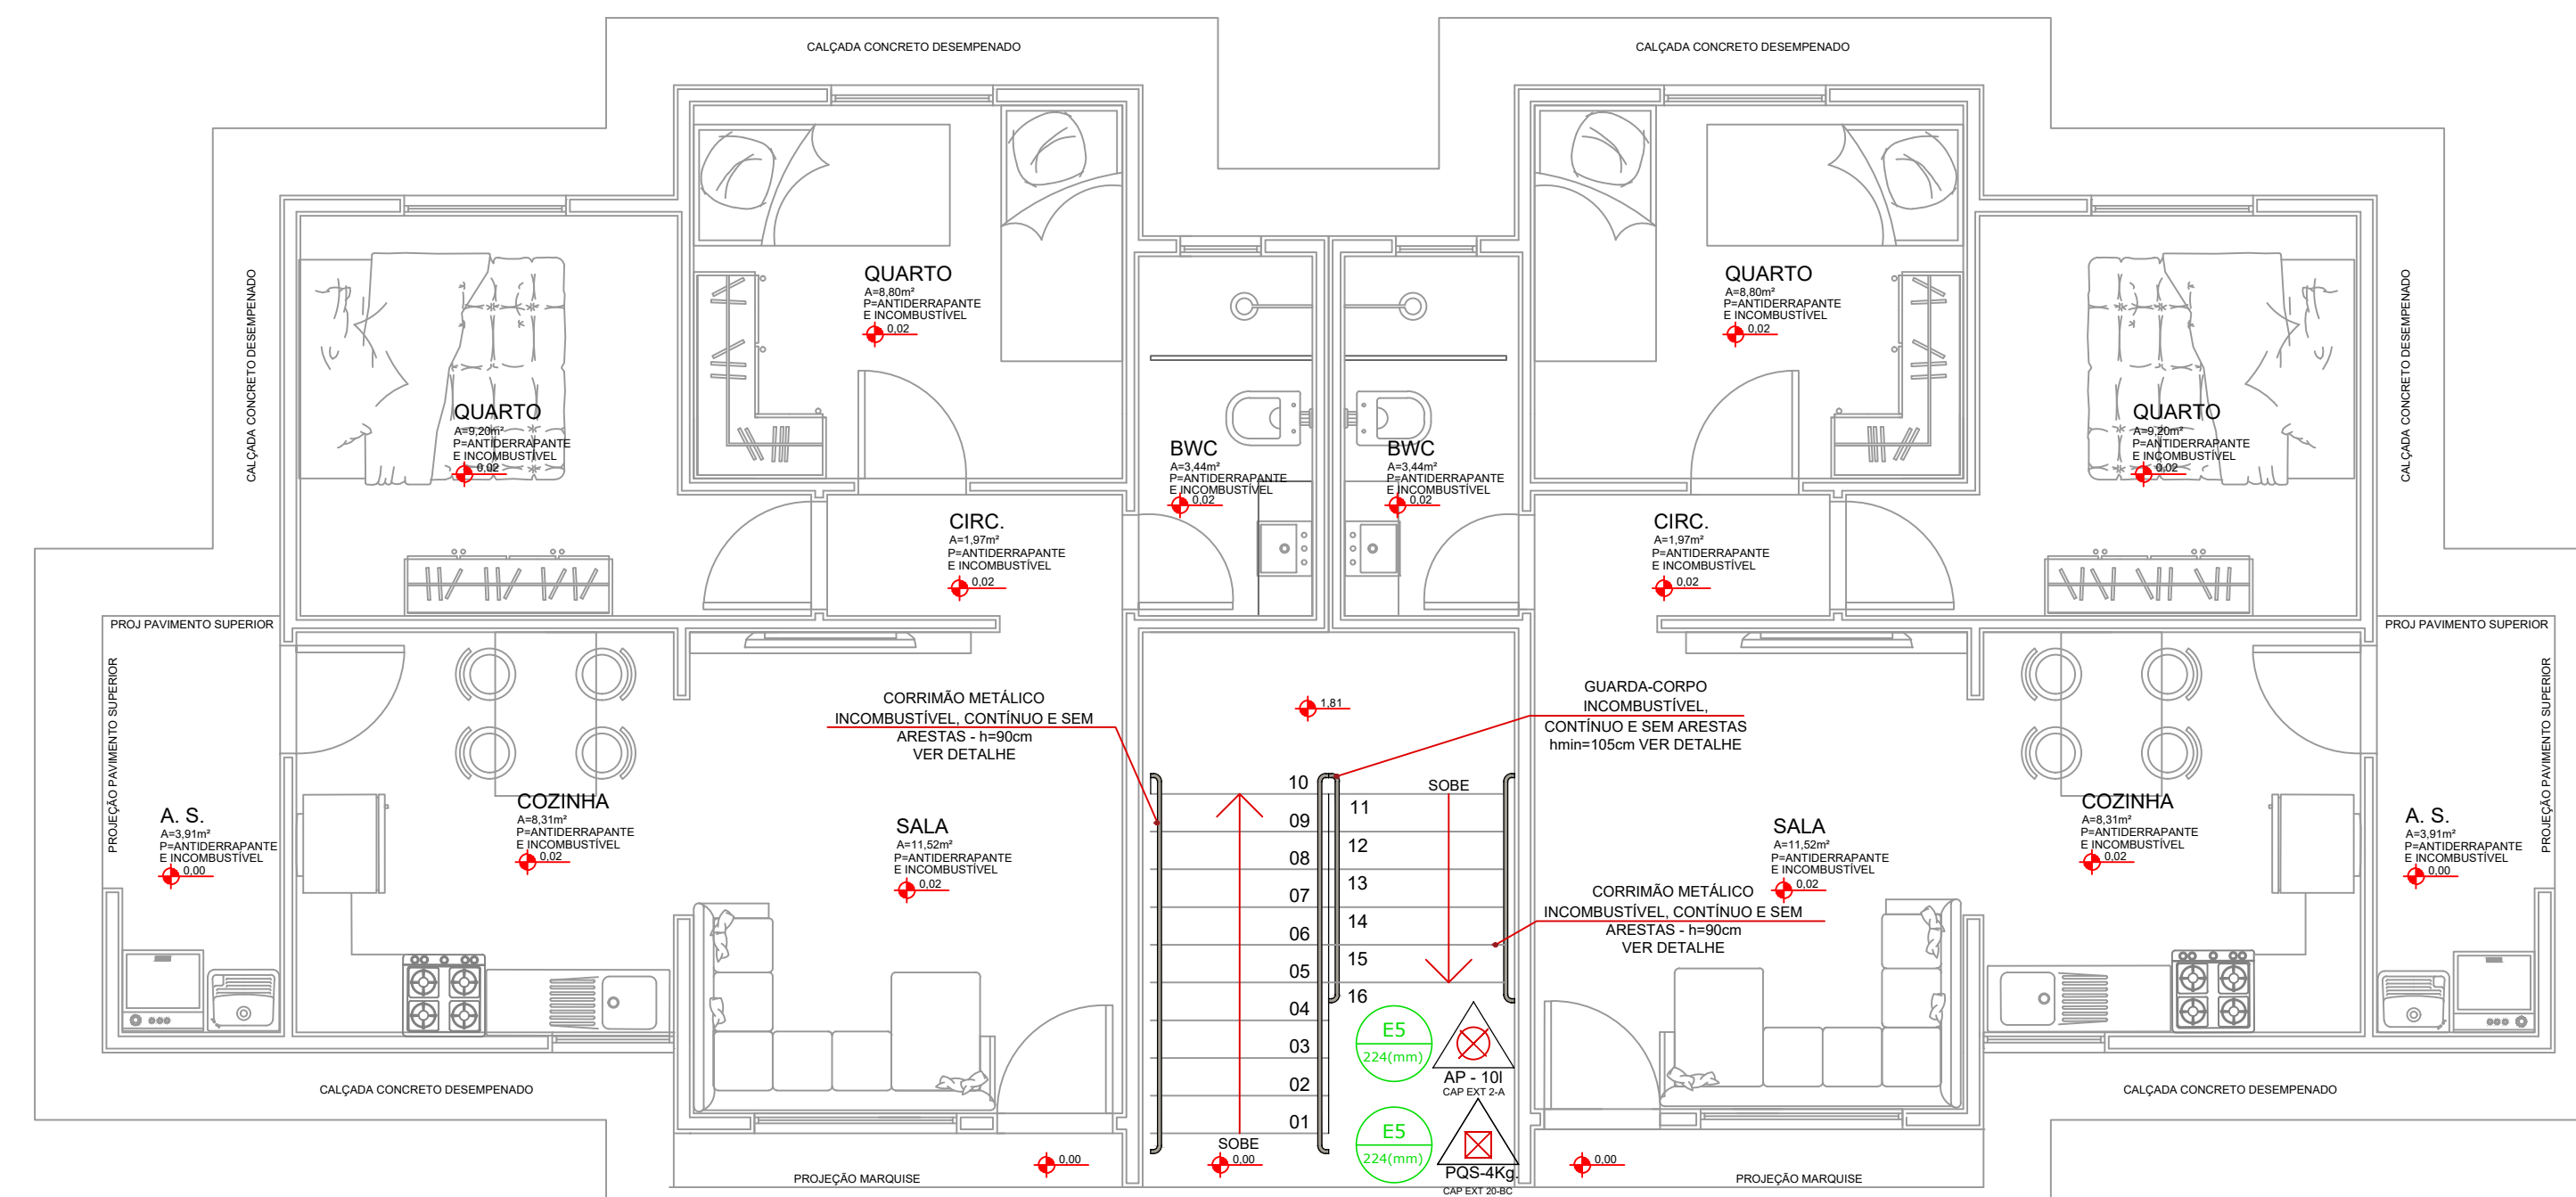 CALÇADA CONCRETO DESEMPENADO
CALÇADA CONCRETO DESEMPENADO
CALÇADA CONCRETO DESEMPENADO
QUARTO
A=8,80m²
P=ANTIDERRAPANTE
E INCOMBUSTÍVEL
0,02
QUARTO
A=8,80m²
P=ANTIDERRAPANTE
E INCOMBUSTÍVEL
0,02
CALÇADA CONCRETO DESEMPENADO
QUARTO
A=9,20m²
P=ANTIDERRAPANTE
E INCOMBUSTÍVEL
0,02
BWC
A=3,44m²
P=ANTIDERRAPANTE
E INCOMBUSTÍVEL
0,02
BWC
A=3,44m²
P=ANTIDERRAPANTE
E INCOMBUSTÍVEL
0,02
QUARTO
A=9,20m²
P=ANTIDERRAPANTE
E INCOMBUSTÍVEL
0,02
CIRC.
A=1,97m²
P=ANTIDERRAPANTE
E INCOMBUSTÍVEL
0,02
CIRC.
A=1,97m²
P=ANTIDERRAPANTE
E INCOMBUSTÍVEL
0,02
PROJ PAVIMENTO SUPERIOR
PROJ PAVIMENTO SUPERIOR
PROJEÇÃO PAVIMENTO SUPERIOR
PROJEÇÃO PAVIMENTO SUPERIOR
CORRIMÃO METÁLICO
INCOMBUSTÍVEL, CONTÍNUO E SEM
ARESTAS - h=90cm
VER DETALHE
1,81
GUARDA-CORPO
INCOMBUSTÍVEL,
CONTÍNUO E SEM ARESTAS
hmin=105cm VER DETALHE
A. S.
A=3,91m²
P=ANTIDERRAPANTE
E INCOMBUSTÍVEL
0,00
COZINHA
A=8,31m²
P=ANTIDERRAPANTE
E INCOMBUSTÍVEL
0,02
SALA
A=11,52m²
P=ANTIDERRAPANTE
E INCOMBUSTÍVEL
0,02
10
09
08
07
06
05
04
03
02
01
SOBE
0,00
SOBE
11
12
13
14
15
16
SALA
A=11,52m²
P=ANTIDERRAPANTE
E INCOMBUSTÍVEL
0,02
CORRIMÃO METÁLICO
INCOMBUSTÍVEL, CONTÍNUO E SEM
ARESTAS - h=90cm
VER DETALHE
COZINHA
A=8,31m²
P=ANTIDERRAPANTE
E INCOMBUSTÍVEL
0,02
A. S.
A=3,91m²
P=ANTIDERRAPANTE
E INCOMBUSTÍVEL
0,00
E5
224(mm)
AP - 10l
CAP EXT 2-A
E5
224(mm)
PQS-4Kg.
CAP EXT 20-BC
CALÇADA CONCRETO DESEMPENADO
CALÇADA CONCRETO DESEMPENADO
0,00
0,00
PROJEÇÃO MARQUISE
PROJEÇÃO MARQUISE